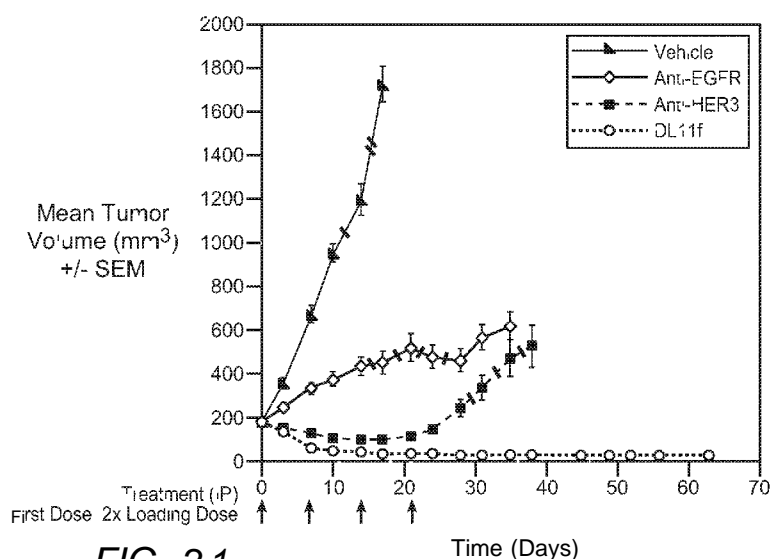 2000
1800
1600
1400
1200
1000
800
600
400
200
0
Mean Tumor
Volume (mm3)
+/- SEM
Vehicle
Anti-EGFR
Anti-HER3
DL11f
0 10 20 30 40 50 60 70
Treatment (IP)
First Dose 2x Loading Dose
Time (Days)